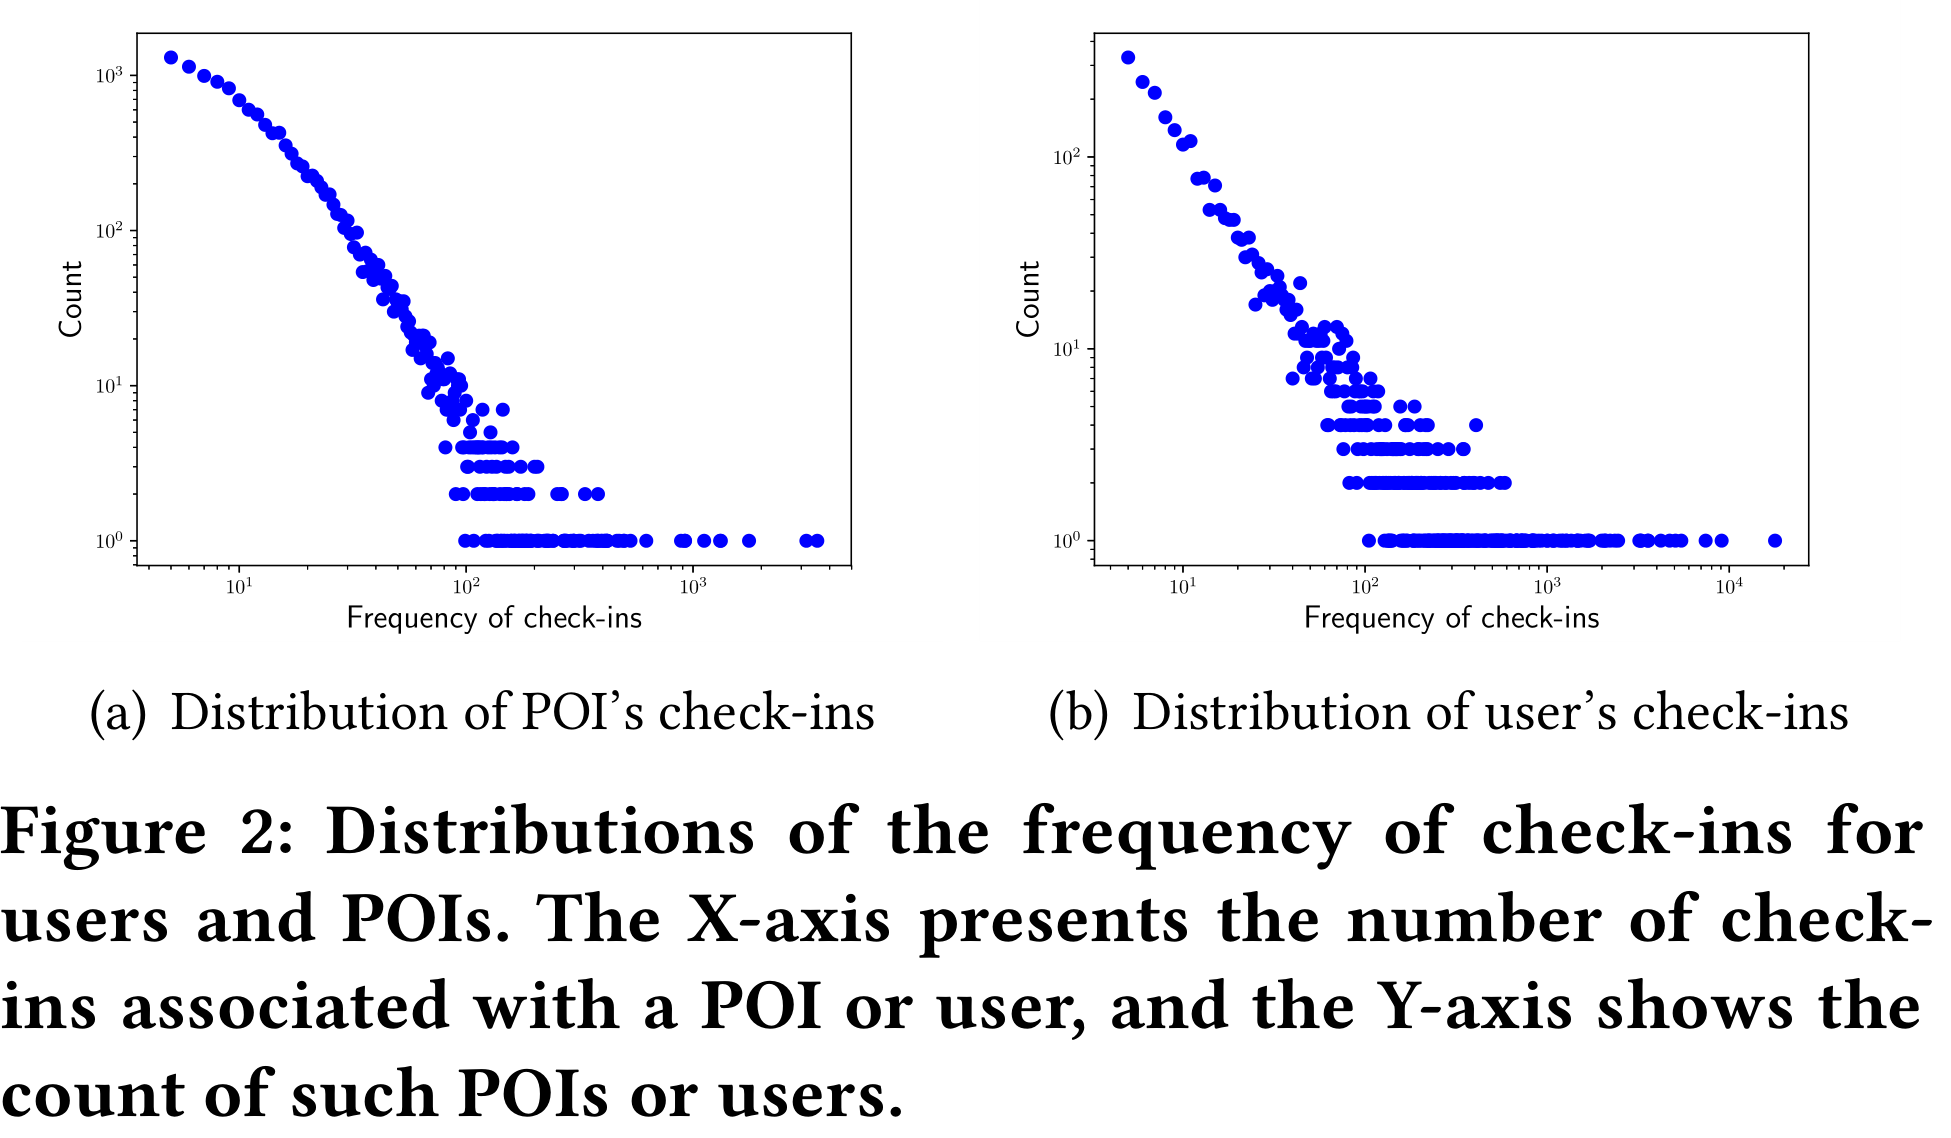 10³
10²
10¹
10⁰
Count
10¹ 10² 10³
Frequency of check-ins
(a) Distribution of POI’s check-ins
10²
10¹
10⁰
Count
10¹ 10² 10³ 10⁴
Frequency of check-ins
(b) Distribution of user’s check-ins
Figure 2: Distributions of the frequency of check-ins for
users and POIs. The X-axis presents the number of check-
ins associated with a POI or user, and the Y-axis shows the
count of such POIs or users.